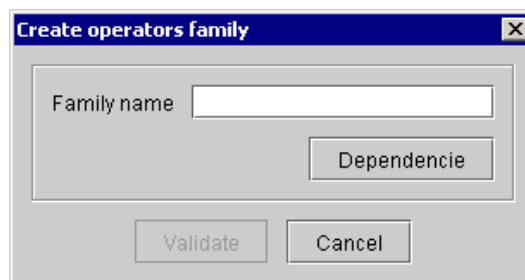 Create operators family
Family name
Dependencie
Validate
Cancel